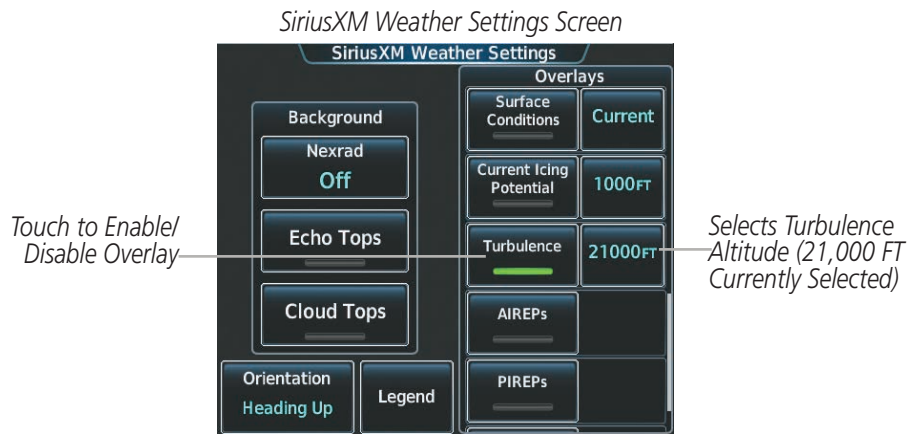 SiriusXM Weather Settings Screen
SiriusXM Weather Settings
Overlays
Background
Nexrad
Off
Echo Tops
Cloud Tops
Orientation
Heading Up
Legend
Surface
Conditions
Current
Current Icing
Potential
1000FT
Turbulence
21000FT
AIREPs
PIREPs
Touch to Enable/
Disable Overlay
Selects Turbulence
Altitude (21,000 FT
Currently Selected)